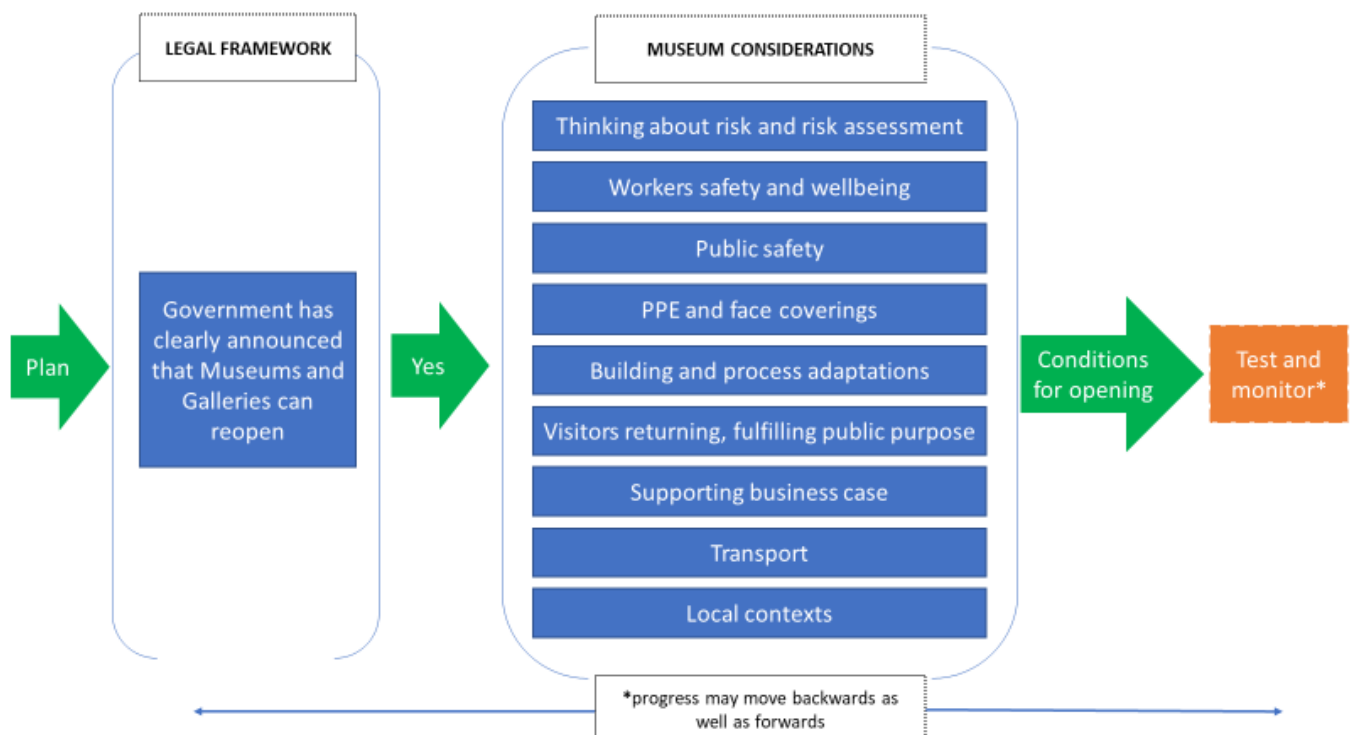 LEGAL FRAMEWORK
MUSEUM CONSIDERATIONS
Plan
Government has
clearly announced
that Museums and
Galleries can
reopen
Yes
Thinking about risk and risk assessment
Workers safety and wellbeing
Public safety
PPE and face coverings
Building and process adaptations
Visitors returning, fulfilling public purpose
Supporting business case
Transport
Local contexts
Conditions
for opening
Test and
monitor*
*progress may move backwards as
well as forwards